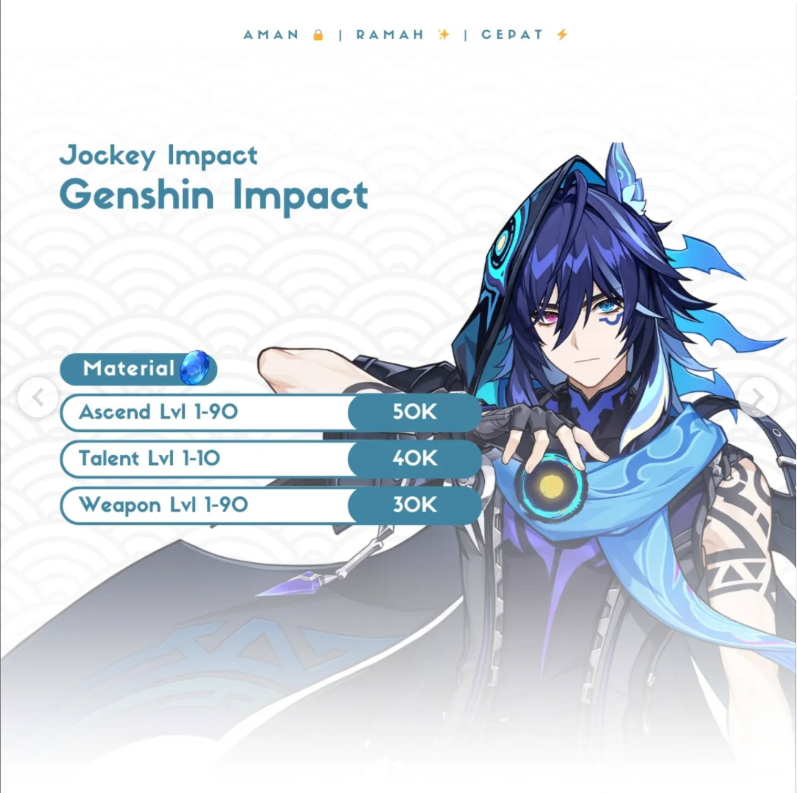 AMAN 🔒 | RAMAH ✨ | CEPAT ⚡
Jockey Impact
Genshin Impact
Material
Ascend Lvl 1-90 50K
Talent Lvl 1-10 40K
Weapon Lvl 1-90 30K